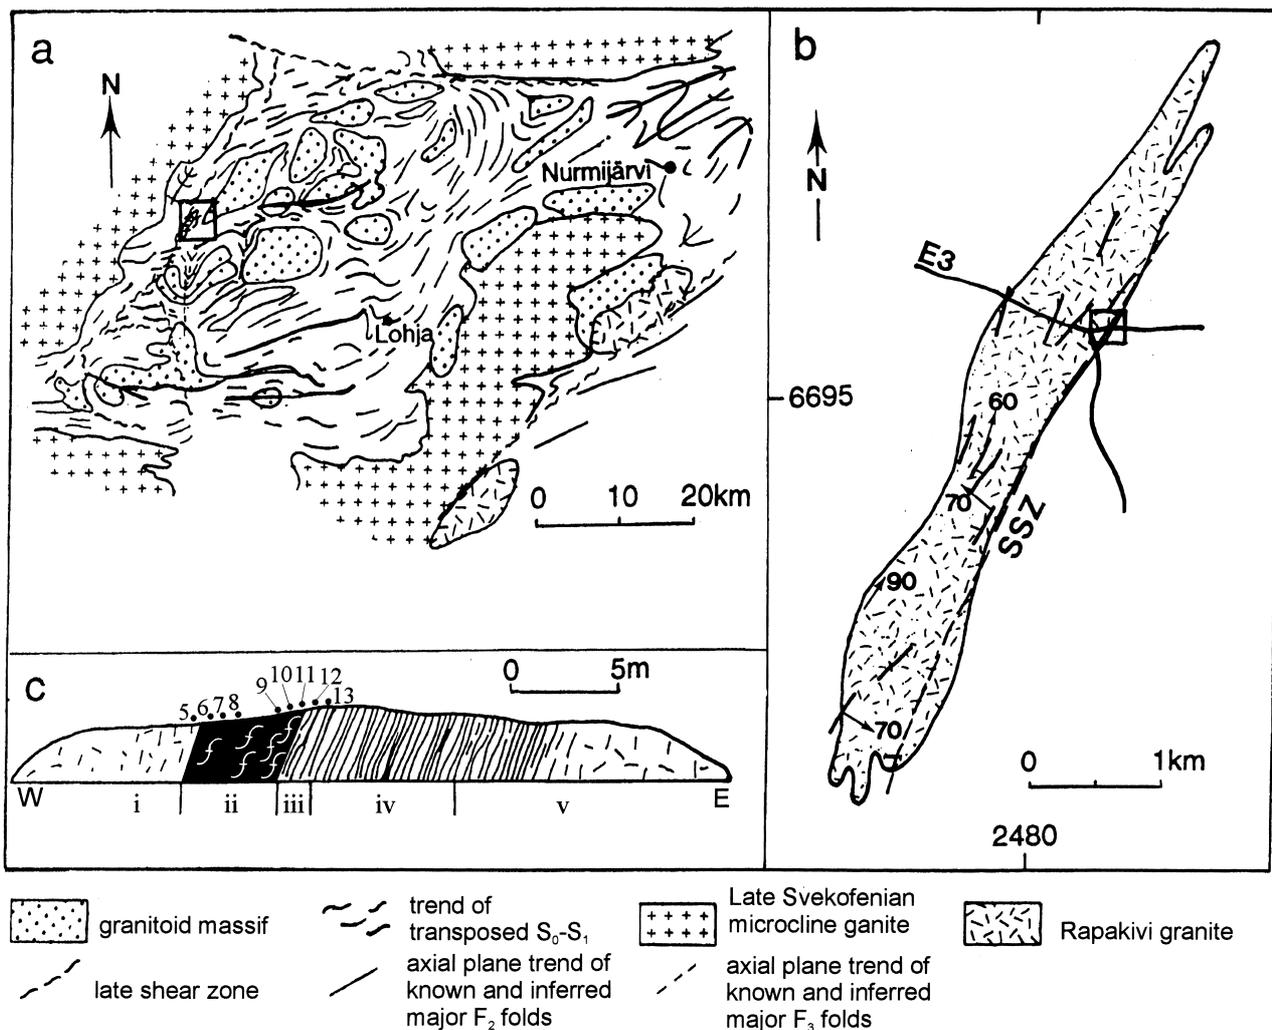 a
N
Nurmijärvi
Lohja
0 10 20km
b
N
E3
6695
60
70
SSZ
90
70
0 1km
2480
c
0 5m
5 6 7 8 9 10 11 12 13
W E
i ii iii iv v
granitoid massif
trend of
transposed S₀-S₁
Late Svekofenian
microcline ganite
Rapakivi granite
late shear zone
axial plane trend of
known and inferred
major F₂ folds
axial plane trend of
known and inferred
major F₃ folds